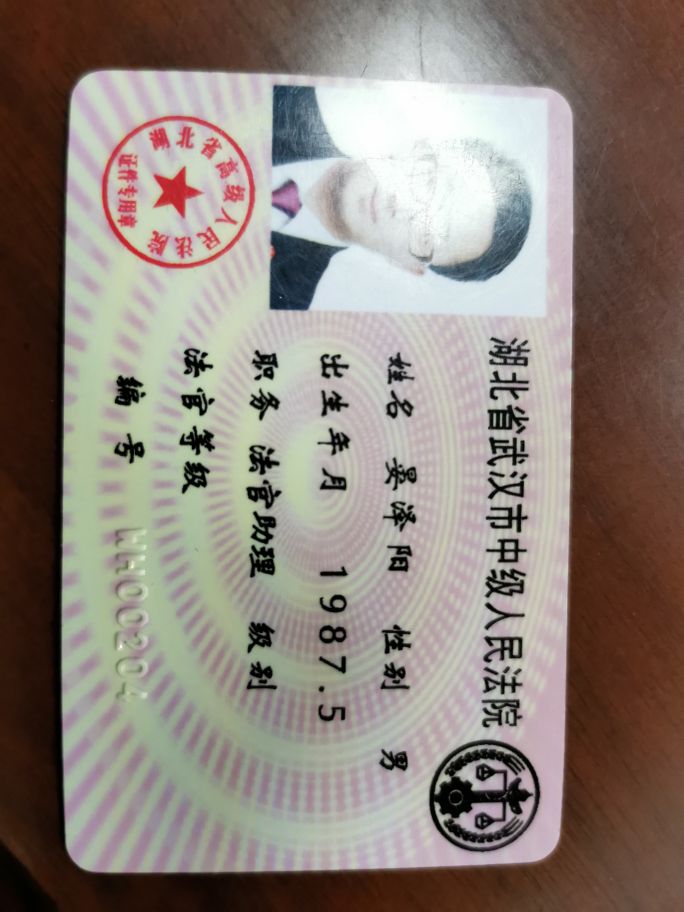 湖北省武汉市中级人民法院
姓名 晏泽阳 性别 男
出生年月 1987.5
职务 法官助理 级别
法官等级
编号 WH00204
湖北省高级人民法院
证件专用章